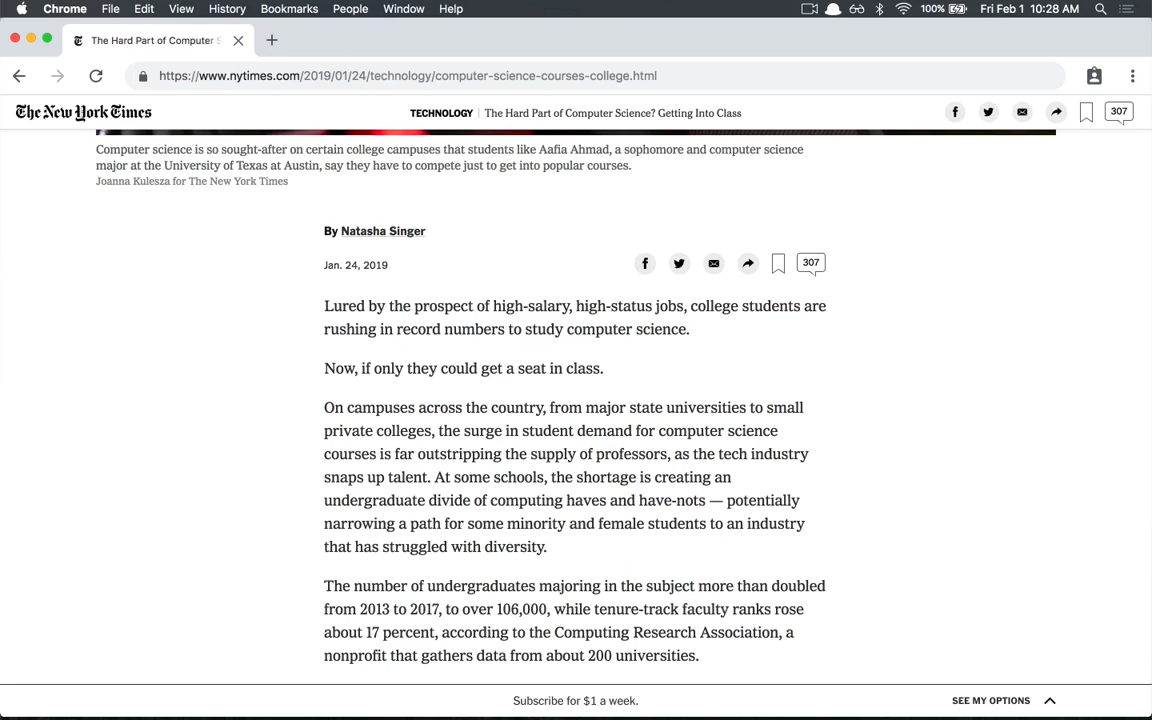 Chrome File Edit View History Bookmarks People Window Help 100% Fri Feb 1 10:28 AM
The Hard Part of Computer S
https://www.nytimes.com/2019/01/24/technology/computer-science-courses-college.html
The New York Times TECHNOLOGY | The Hard Part of Computer Science? Getting Into Class 307
Computer science is so sought-after on certain college campuses that students like Aafia Ahmad, a sophomore and computer science
major at the University of Texas at Austin, say they have to compete just to get into popular courses.
Joanna Kulesza for The New York Times
By Natasha Singer
Jan. 24, 2019 307
Lured by the prospect of high-salary, high-status jobs, college students are
rushing in record numbers to study computer science.
Now, if only they could get a seat in class.
On campuses across the country, from major state universities to small
private colleges, the surge in student demand for computer science
courses is far outstripping the supply of professors, as the tech industry
snaps up talent. At some schools, the shortage is creating an
undergraduate divide of computing haves and have-nots — potentially
narrowing a path for some minority and female students to an industry
that has struggled with diversity.
The number of undergraduates majoring in the subject more than doubled
from 2013 to 2017, to over 106,000, while tenure-track faculty ranks rose
about 17 percent, according to the Computing Research Association, a
nonprofit that gathers data from about 200 universities.
Subscribe for $1 a week. SEE MY OPTIONS